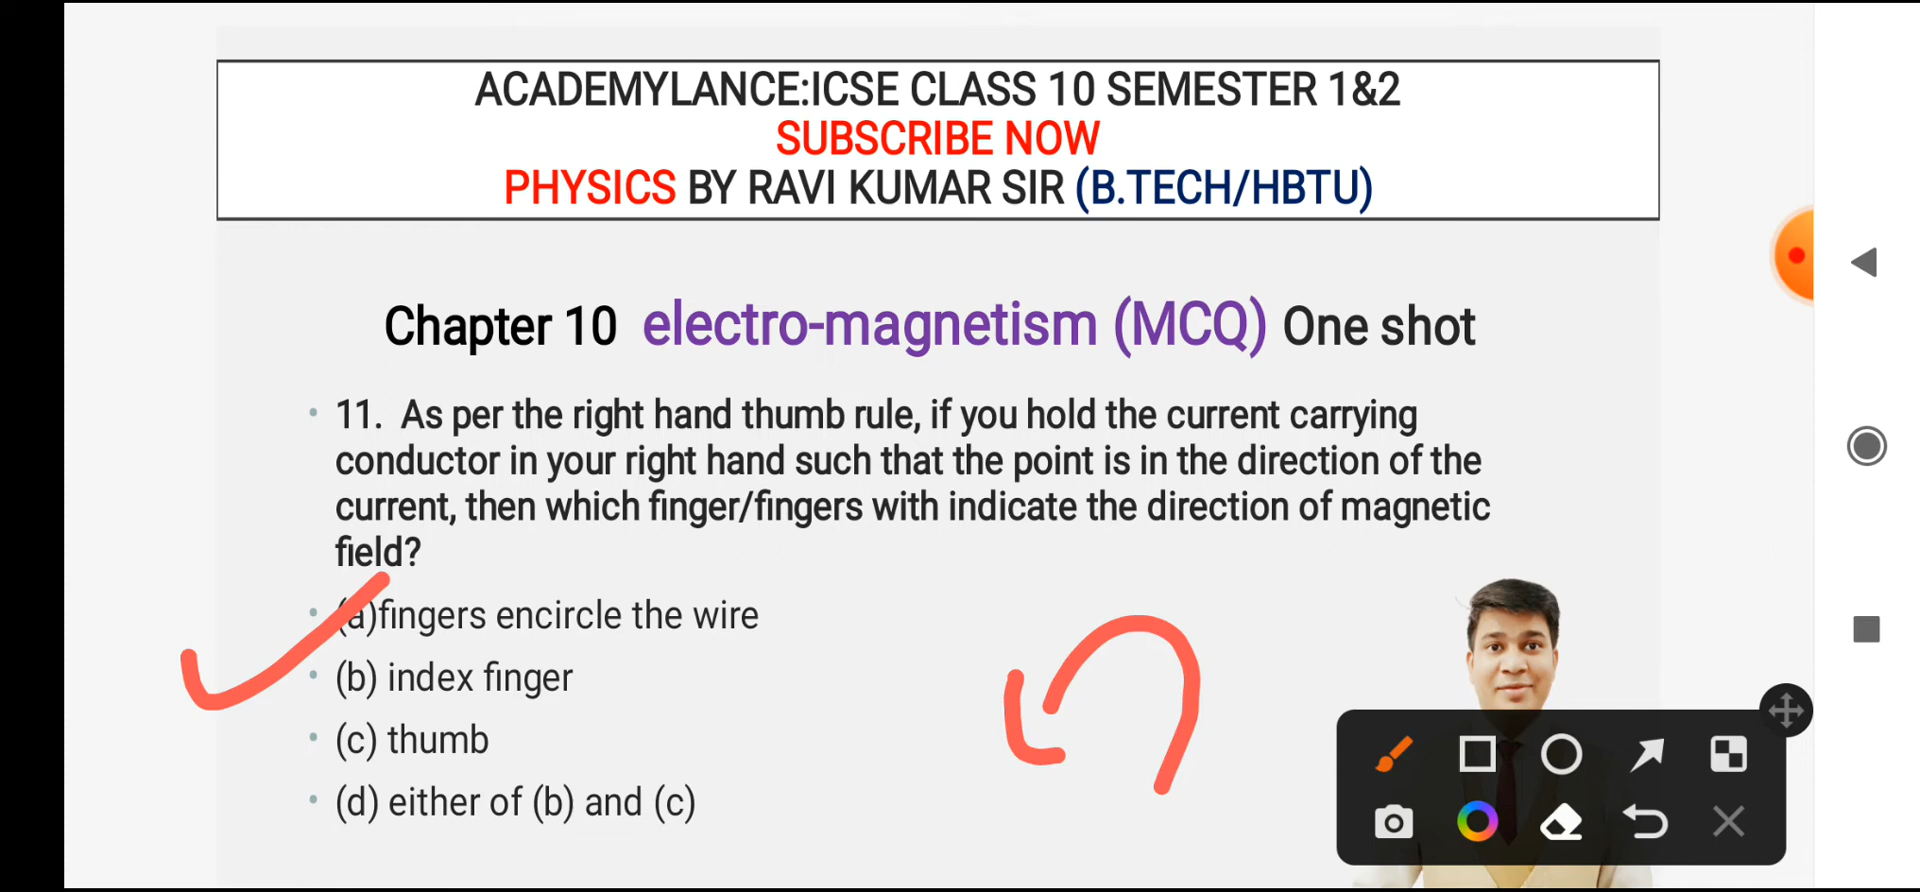 ACADEMYLANCE:ICSE CLASS 10 SEMESTER 1&2
SUBSCRIBE NOW
PHYSICS BY RAVI KUMAR SIR (B.TECH/HBTU)
Chapter 10 electro-magnetism (MCQ) One shot
• 11. As per the right hand thumb rule, if you hold the current carrying
conductor in your right hand such that the point is in the direction of the
current, then which finger/fingers with indicate the direction of magnetic
field?
• (a)fingers encircle the wire
• (b) index finger
• (c) thumb
• (d) either of (b) and (c)